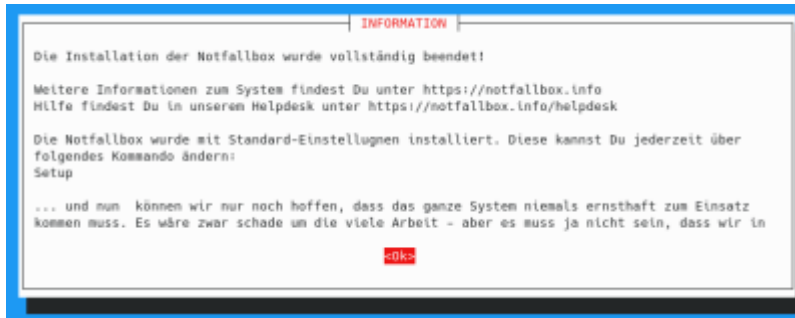 INFORMATION
Die Installation der Notfallbox wurde vollständig beendet!
Weitere Informationen zum System findest Du unter https://notfallbox.info
Hilfe findest Du in unserem Helpdesk unter https://notfallbox.info/helpdesk
Die Notfallbox wurde mit Standard-Einstellugnen installiert. Diese kannst Du jederzeit über
folgendes Kommando ändern:
Setup
... und nun  können wir nur noch hoffen, dass das ganze System niemals ernsthaft zum Einsatz
kommen muss. Es wäre zwar schade um die viele Arbeit – aber es muss ja nicht sein, dass wir in
<Ok>